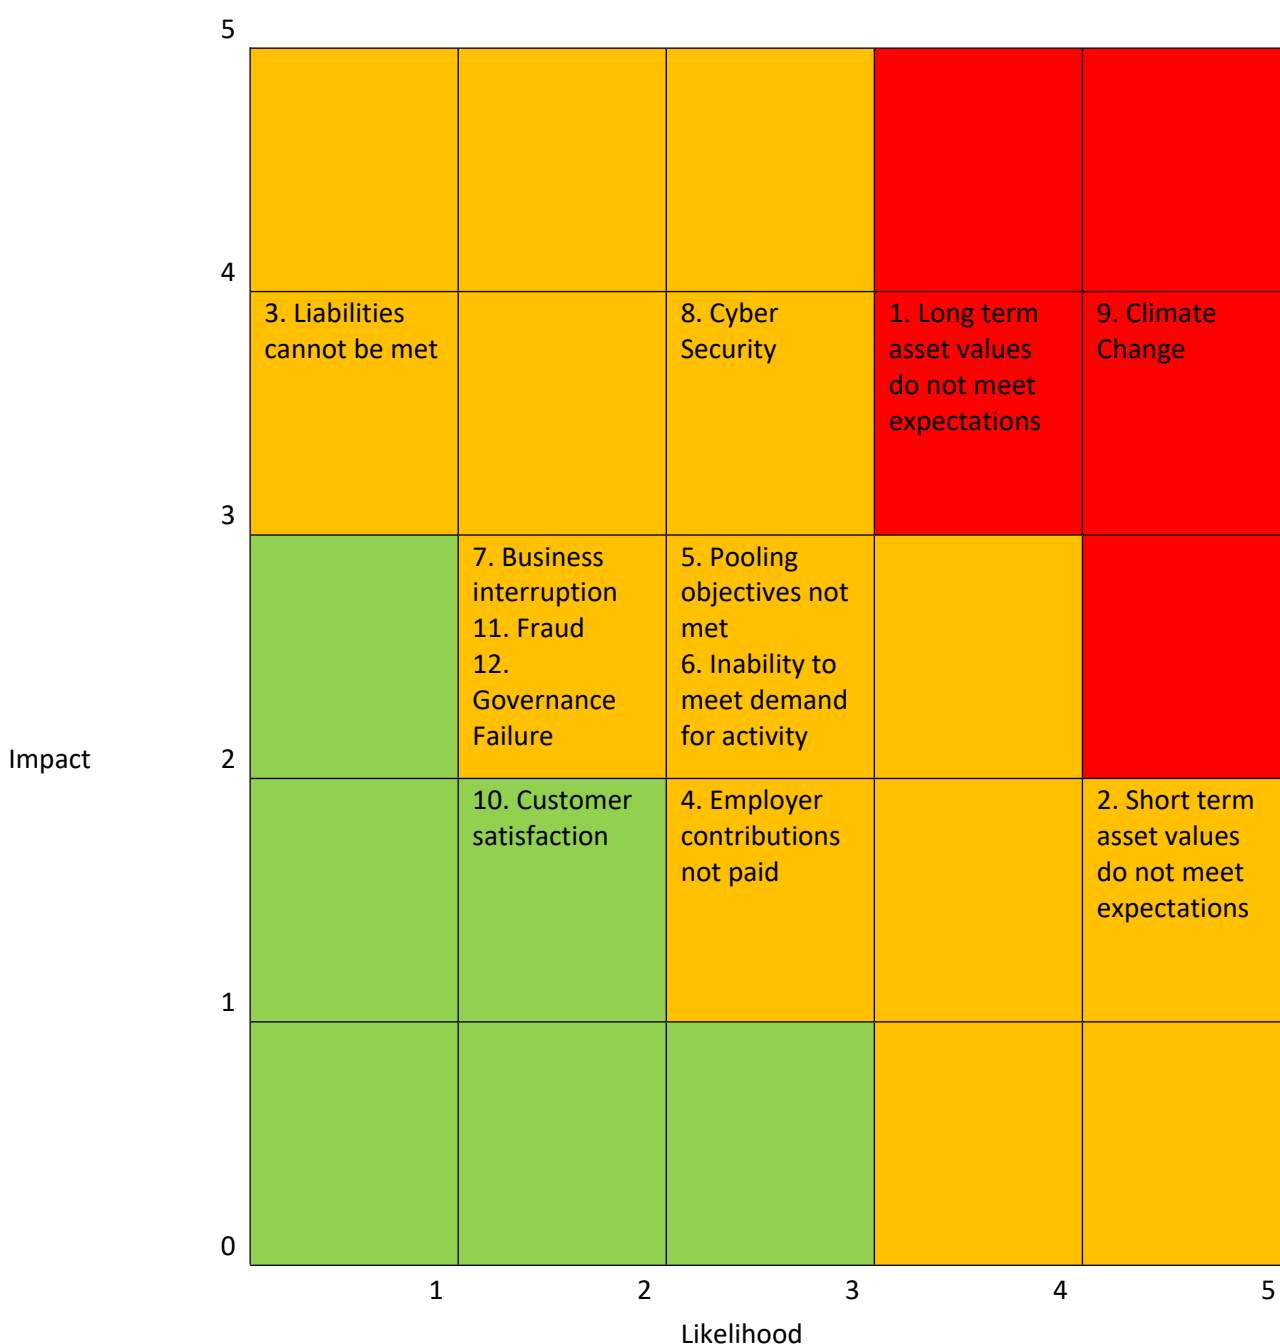 5
4
3. Liabilities
cannot be met
8. Cyber
Security
1. Long term
asset values
do not meet
expectations
9. Climate
Change
3
7. Business
interruption
11. Fraud
12.
Governance
Failure
5. Pooling
objectives not
met
6. Inability to
meet demand
for activity
Impact
2
10. Customer
satisfaction
4. Employer
contributions
not paid
2. Short term
asset values
do not meet
expectations
1
0
1
2
3
4
5
Likelihood